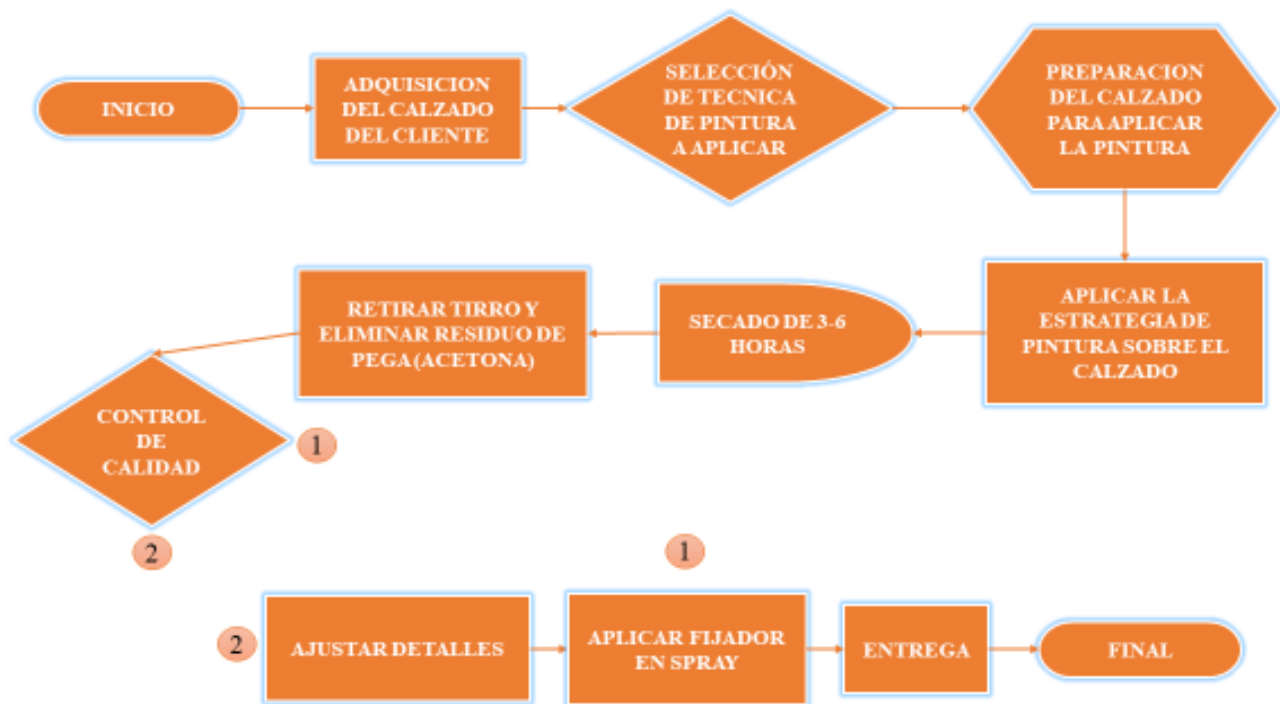 INICIO
ADQUISICION
DEL CALZADO
DEL CLIENTE
SELECCIÓN
DE TECNICA
DE PINTURA
A APLICAR
PREPARACION
DEL CALZADO
PARA APLICAR
LA PINTURA
APLICAR LA
ESTRATEGIA DE
PINTURA SOBRE EL
CALZADO
SECADO DE 3-6
HORAS
RETIRAR TIRRO Y
ELIMINAR RESIDUO DE
PEGA (ACETONA)
CONTROL
DE
CALIDAD
1
2
1
2
AJUSTAR DETALLES
APLICAR FIJADOR
EN SPRAY
ENTREGA
FINAL